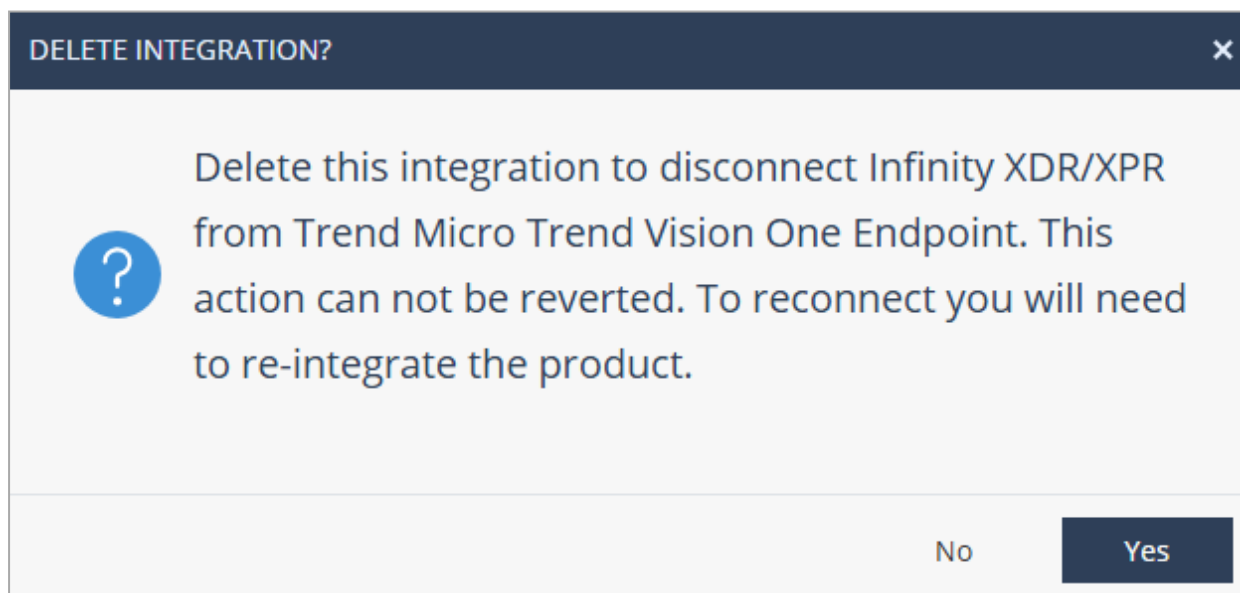 DELETE INTEGRATION?
Delete this integration to disconnect Infinity XDR/XPR
from Trend Micro Trend Vision One Endpoint. This
action can not be reverted. To reconnect you will need
to re-integrate the product.
No
Yes